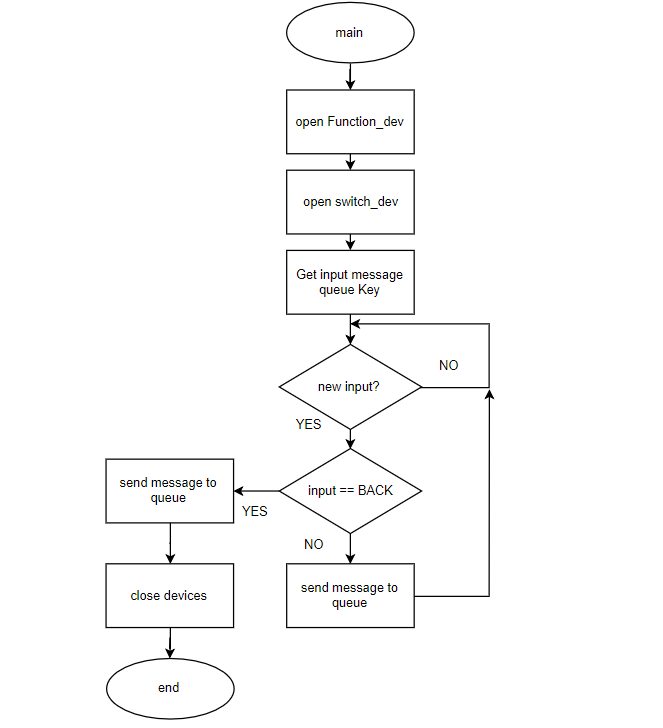 main
open Function_dev
open switch_dev
Get input message
queue Key
new input?
NO
YES
input == BACK
YES
NO
send message to
queue
send message to
queue
close devices
end